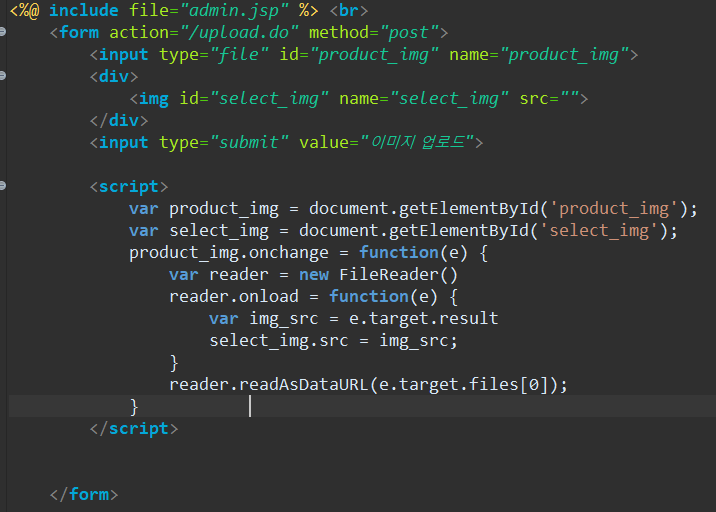 <%@ include file="admin.jsp" %> <br>
    <form action="/upload.do" method="post">
        <input type="file" id="product_img" name="product_img">
        <div>
            <img id="select_img" name="select_img" src="">
        </div>
        <input type="submit" value="이미지 업로드">

        <script>
            var product_img = document.getElementById('product_img');
            var select_img = document.getElementById('select_img');
            product_img.onchange = function(e) {
                var reader = new FileReader()
                reader.onload = function(e) {
                    var img_src = e.target.result
                    select_img.src = img_src;
                }
                reader.readAsDataURL(e.target.files[0]);
            }
        </script>


    </form>